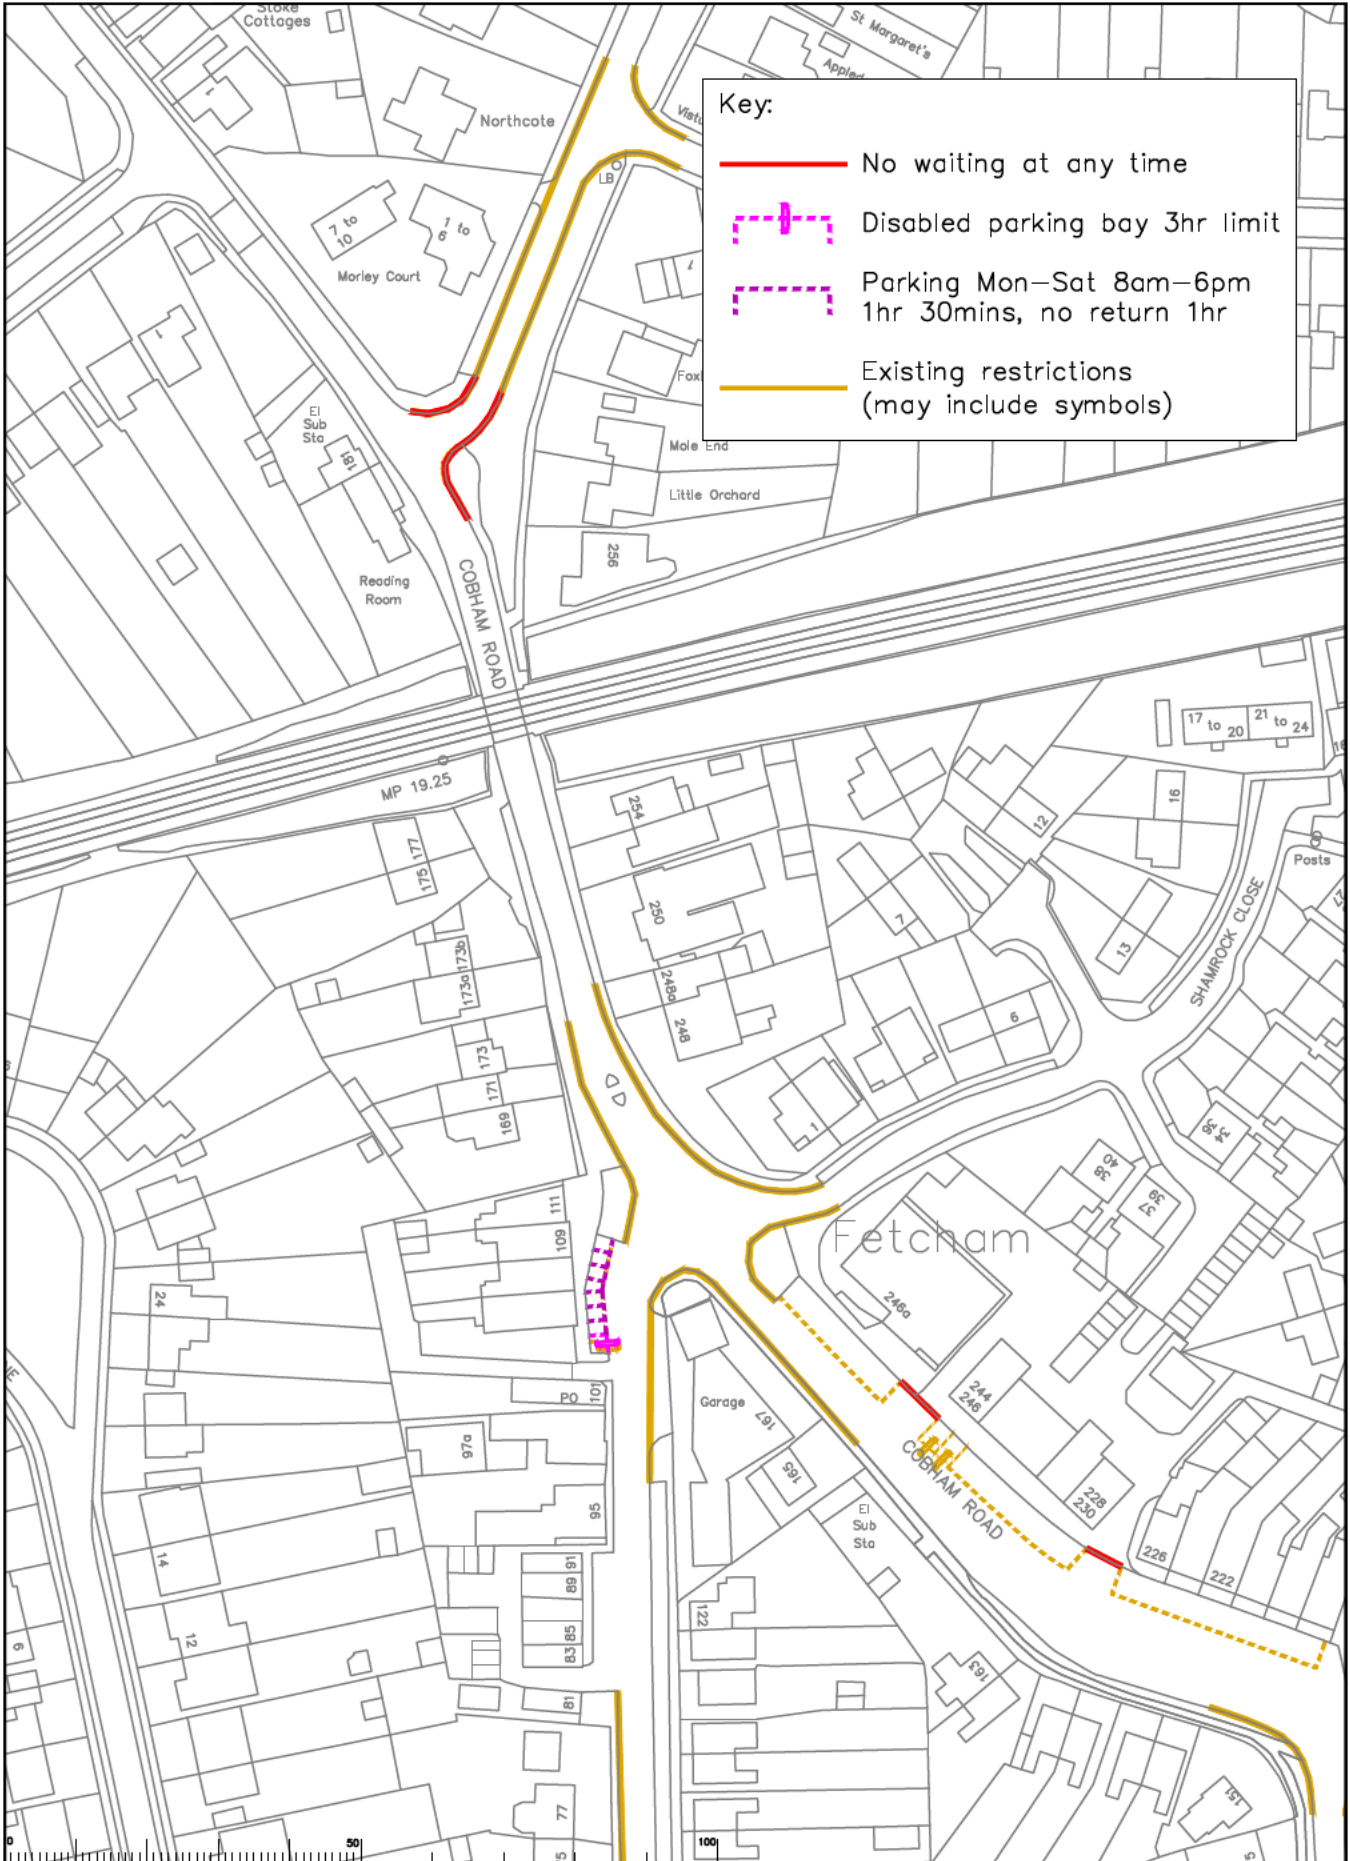 Stoke
Cottages
St Margaret's
Northcote
LB
7 to
10
1 to
6
Morley Court
Key:
No waiting at any time
Disabled parking bay 3hr limit
Parking Mon-Sat 8am-6pm
1hr 30mins, no return 1hr
Existing restrictions
(may include symbols)
El
Sub
Sta
181
Mole End
Little Orchard
256
Reading
Room
COBHAM ROAD
MP 19.25
17 to 20
21 to 24
16
12
254
177
175
250
7
13
Posts
SHAMROCK CLOSE
173b
173a
248a
248
6
173
171
169
1
36
34
40
38
39
37
111
109
Fetcham
24
246a
244
246
PO
101
Garage
167
97a
165
COBHAM ROAD
228
230
95
El
Sub
Sta
226
222
14
91
89
85
83
122
12
6
163
81
77
151
0
50
100